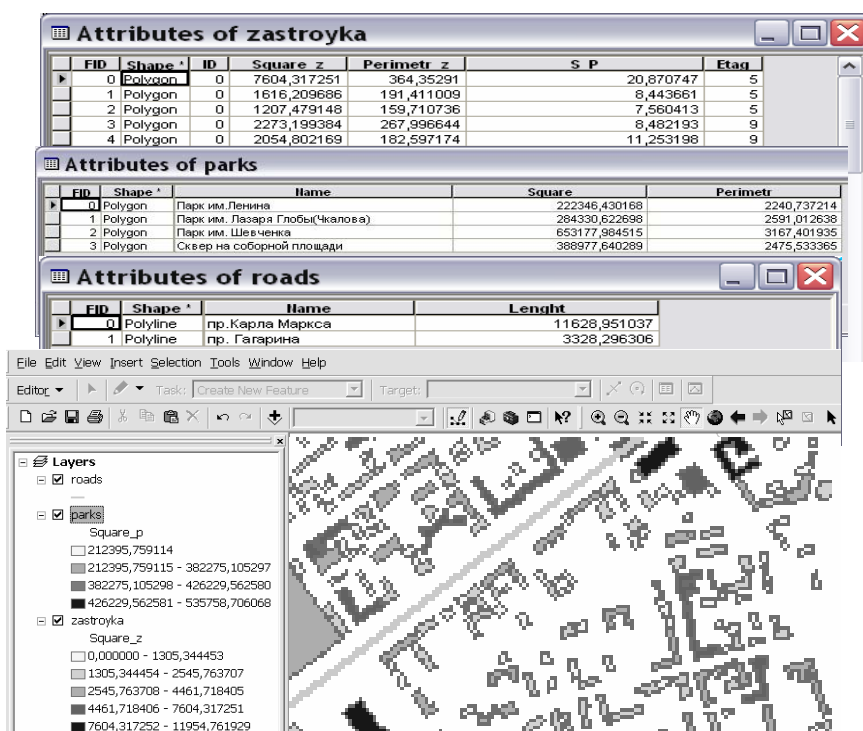 Attributes of zastroyka
FID Shape * ID Square_z Perimetr_z S_P Etag
0 Polygon 0 7604,317251 364,35291 20,870747 5
1 Polygon 0 1616,209686 191,411009 8,443661 5
2 Polygon 0 1207,479148 159,710736 7,560413 5
3 Polygon 0 2273,199384 267,996644 8,482193 9
4 Polygon 0 2054,802169 182,597174 11,253198 9
Attributes of parks
FID Shape * Name Square Perimetr
0 Polygon Парк им.Ленина 222346,430168 2240,737214
1 Polygon Парк им. Лазаря Глобы(Чкалова) 284330,622698 2591,012638
2 Polygon Парк им. Шевченка 653177,984515 3167,401935
3 Polygon Сквер на соборной площади 388977,640289 2475,533365
Attributes of roads
FID Shape * Name Lenght
0 Polyline пр.Карла Маркса 11628,951037
1 Polyline пр. Гагарина 3328,296306
File Edit View Insert Selection Tools Window Help
Editor Task: Create New Feature Target:
Layers
roads
parks
Square_p
212395,759114
212395,759115 - 382275,105297
382275,105298 - 426229,562580
426229,562581 - 535758,706068
zastroyka
Square_z
0,000000 - 1305,344453
1305,344454 - 2545,763707
2545,763708 - 4461,718405
4461,718406 - 7604,317251
7604,317252 - 11954,761929